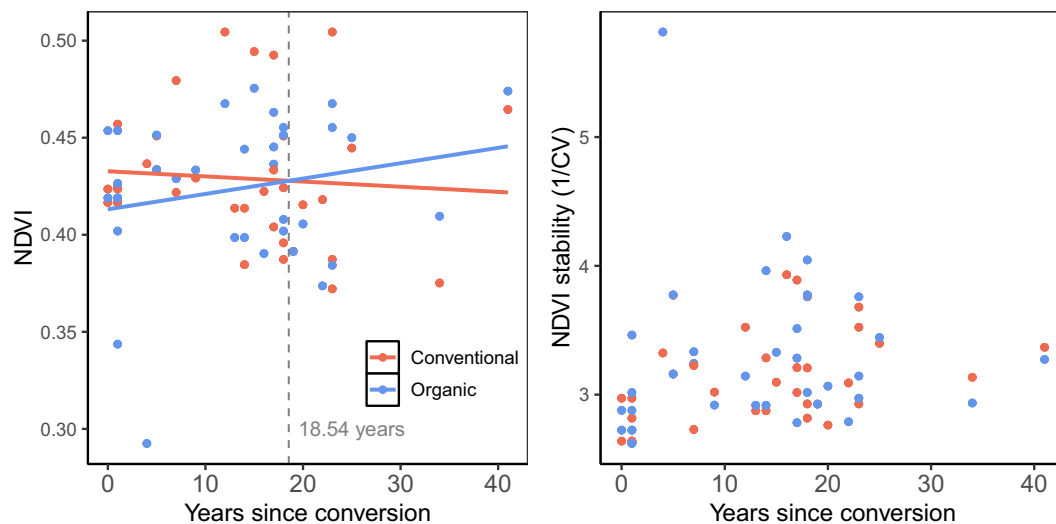 0.50
0.45
0.40
0.35
0.30
NDVI
Conventional
Organic
18.54 years
0 10 20 30 40
Years since conversion
5
4
3
NDVI stability (1/CV)
0 10 20 30 40
Years since conversion